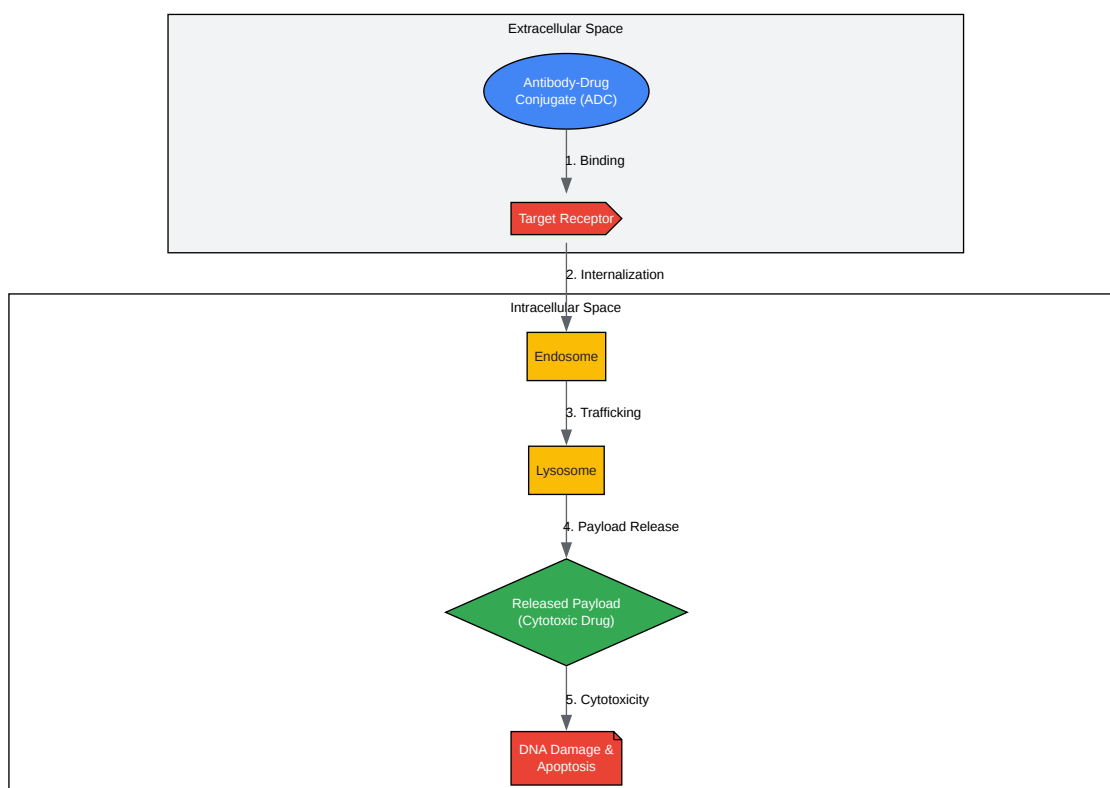 Extracellular Space
Antibody-Drug
Conjugate (ADC)
1. Binding
Target Receptor
2. Internalization
Intracellular Space
Endosome
3. Trafficking
Lysosome
4. Payload Release
Released Payload
(Cytotoxic Drug)
5. Cytotoxicity
DNA Damage &
Apoptosis